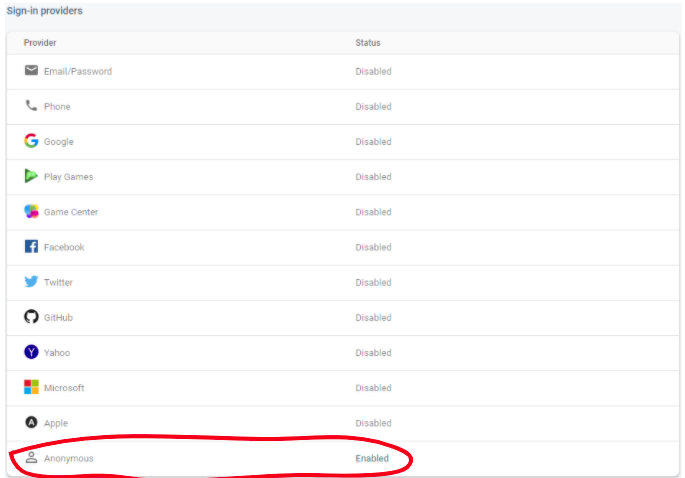 Sign-in providers
Provider Status
Email/Password Disabled
Phone Disabled
Google Disabled
Play Games Disabled
Game Center Disabled
Facebook Disabled
Twitter Disabled
GitHub Disabled
Yahoo Disabled
Microsoft Disabled
Apple Disabled
Anonymous Enabled